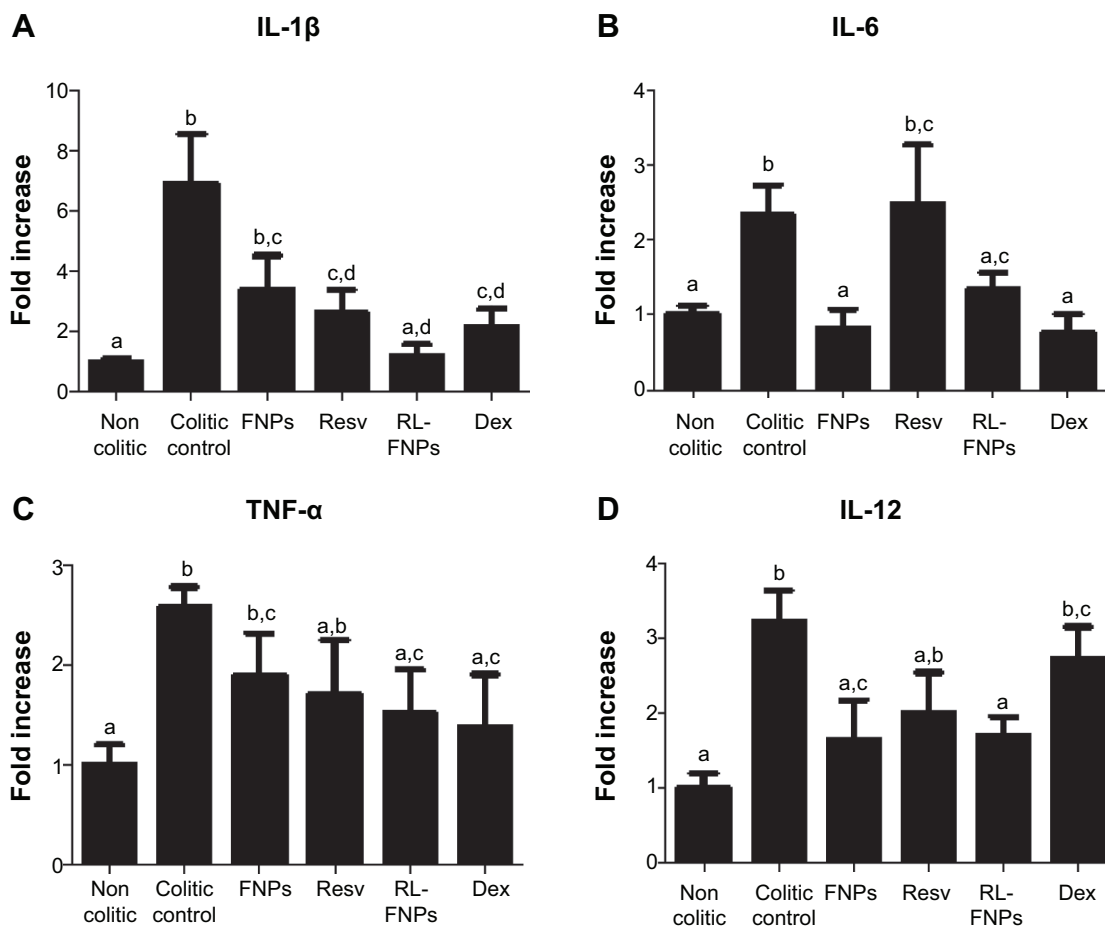 A
IL-1β
Fold increase
10
8
6
4
2
0
b
b,c
c,d
c,d
a
a,d
Non
colitic
Colitic
control
FNPs
Resv
RL-
FNPs
Dex
B
IL-6
Fold increase
4
3
2
1
0
b,c
b
a,c
a
a
a
Non
colitic
Colitic
control
FNPs
Resv
RL-
FNPs
Dex
C
TNF-α
Fold increase
3
2
1
0
b
b,c
a,b
a,c
a,c
a
Non
colitic
Colitic
control
FNPs
Resv
RL-
FNPs
Dex
D
IL-12
Fold increase
4
3
2
1
0
b
b,c
a,b
a,c
a
a
Non
colitic
Colitic
control
FNPs
Resv
RL-
FNPs
Dex